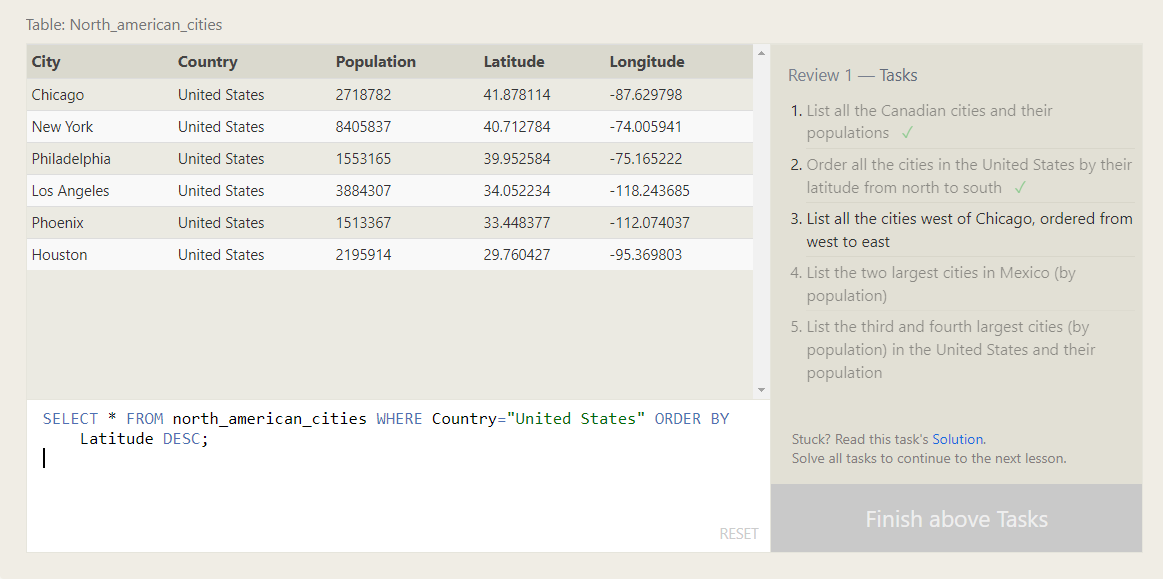 Table: North_american_cities
City Country Population Latitude Longitude
Chicago United States 2718782 41.878114 -87.629798
New York United States 8405837 40.712784 -74.005941
Philadelphia United States 1553165 39.952584 -75.165222
Los Angeles United States 3884307 34.052234 -118.243685
Phoenix United States 1513367 33.448377 -112.074037
Houston United States 2195914 29.760427 -95.369803
SELECT * FROM north_american_cities WHERE Country="United States" ORDER BY
Latitude DESC;
RESET
Review 1 — Tasks
1. List all the Canadian cities and their
populations ✓
2. Order all the cities in the United States by their
latitude from north to south ✓
3. List all the cities west of Chicago, ordered from
west to east
4. List the two largest cities in Mexico (by
population)
5. List the third and fourth largest cities (by
population) in the United States and their
population
Stuck? Read this task's Solution.
Solve all tasks to continue to the next lesson.
Finish above Tasks